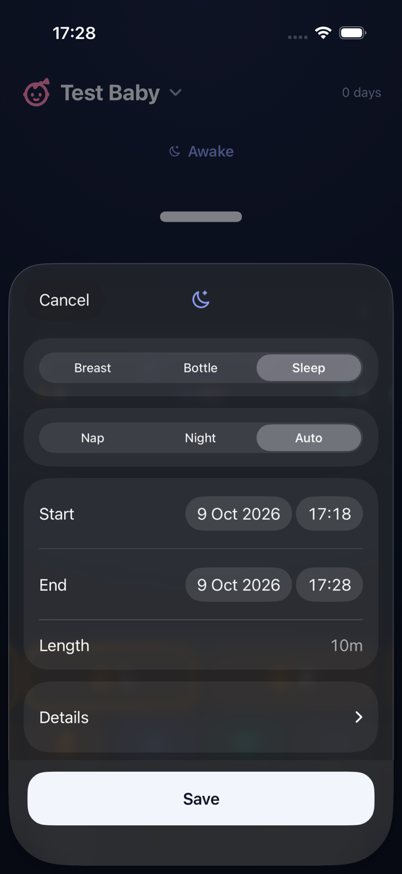 17:28
Test Baby
0 days
Awake
Cancel
Breast Bottle Sleep
Nap Night Auto
Start 9 Oct 2026 17:18
End 9 Oct 2026 17:28
Length 10m
Details
Save